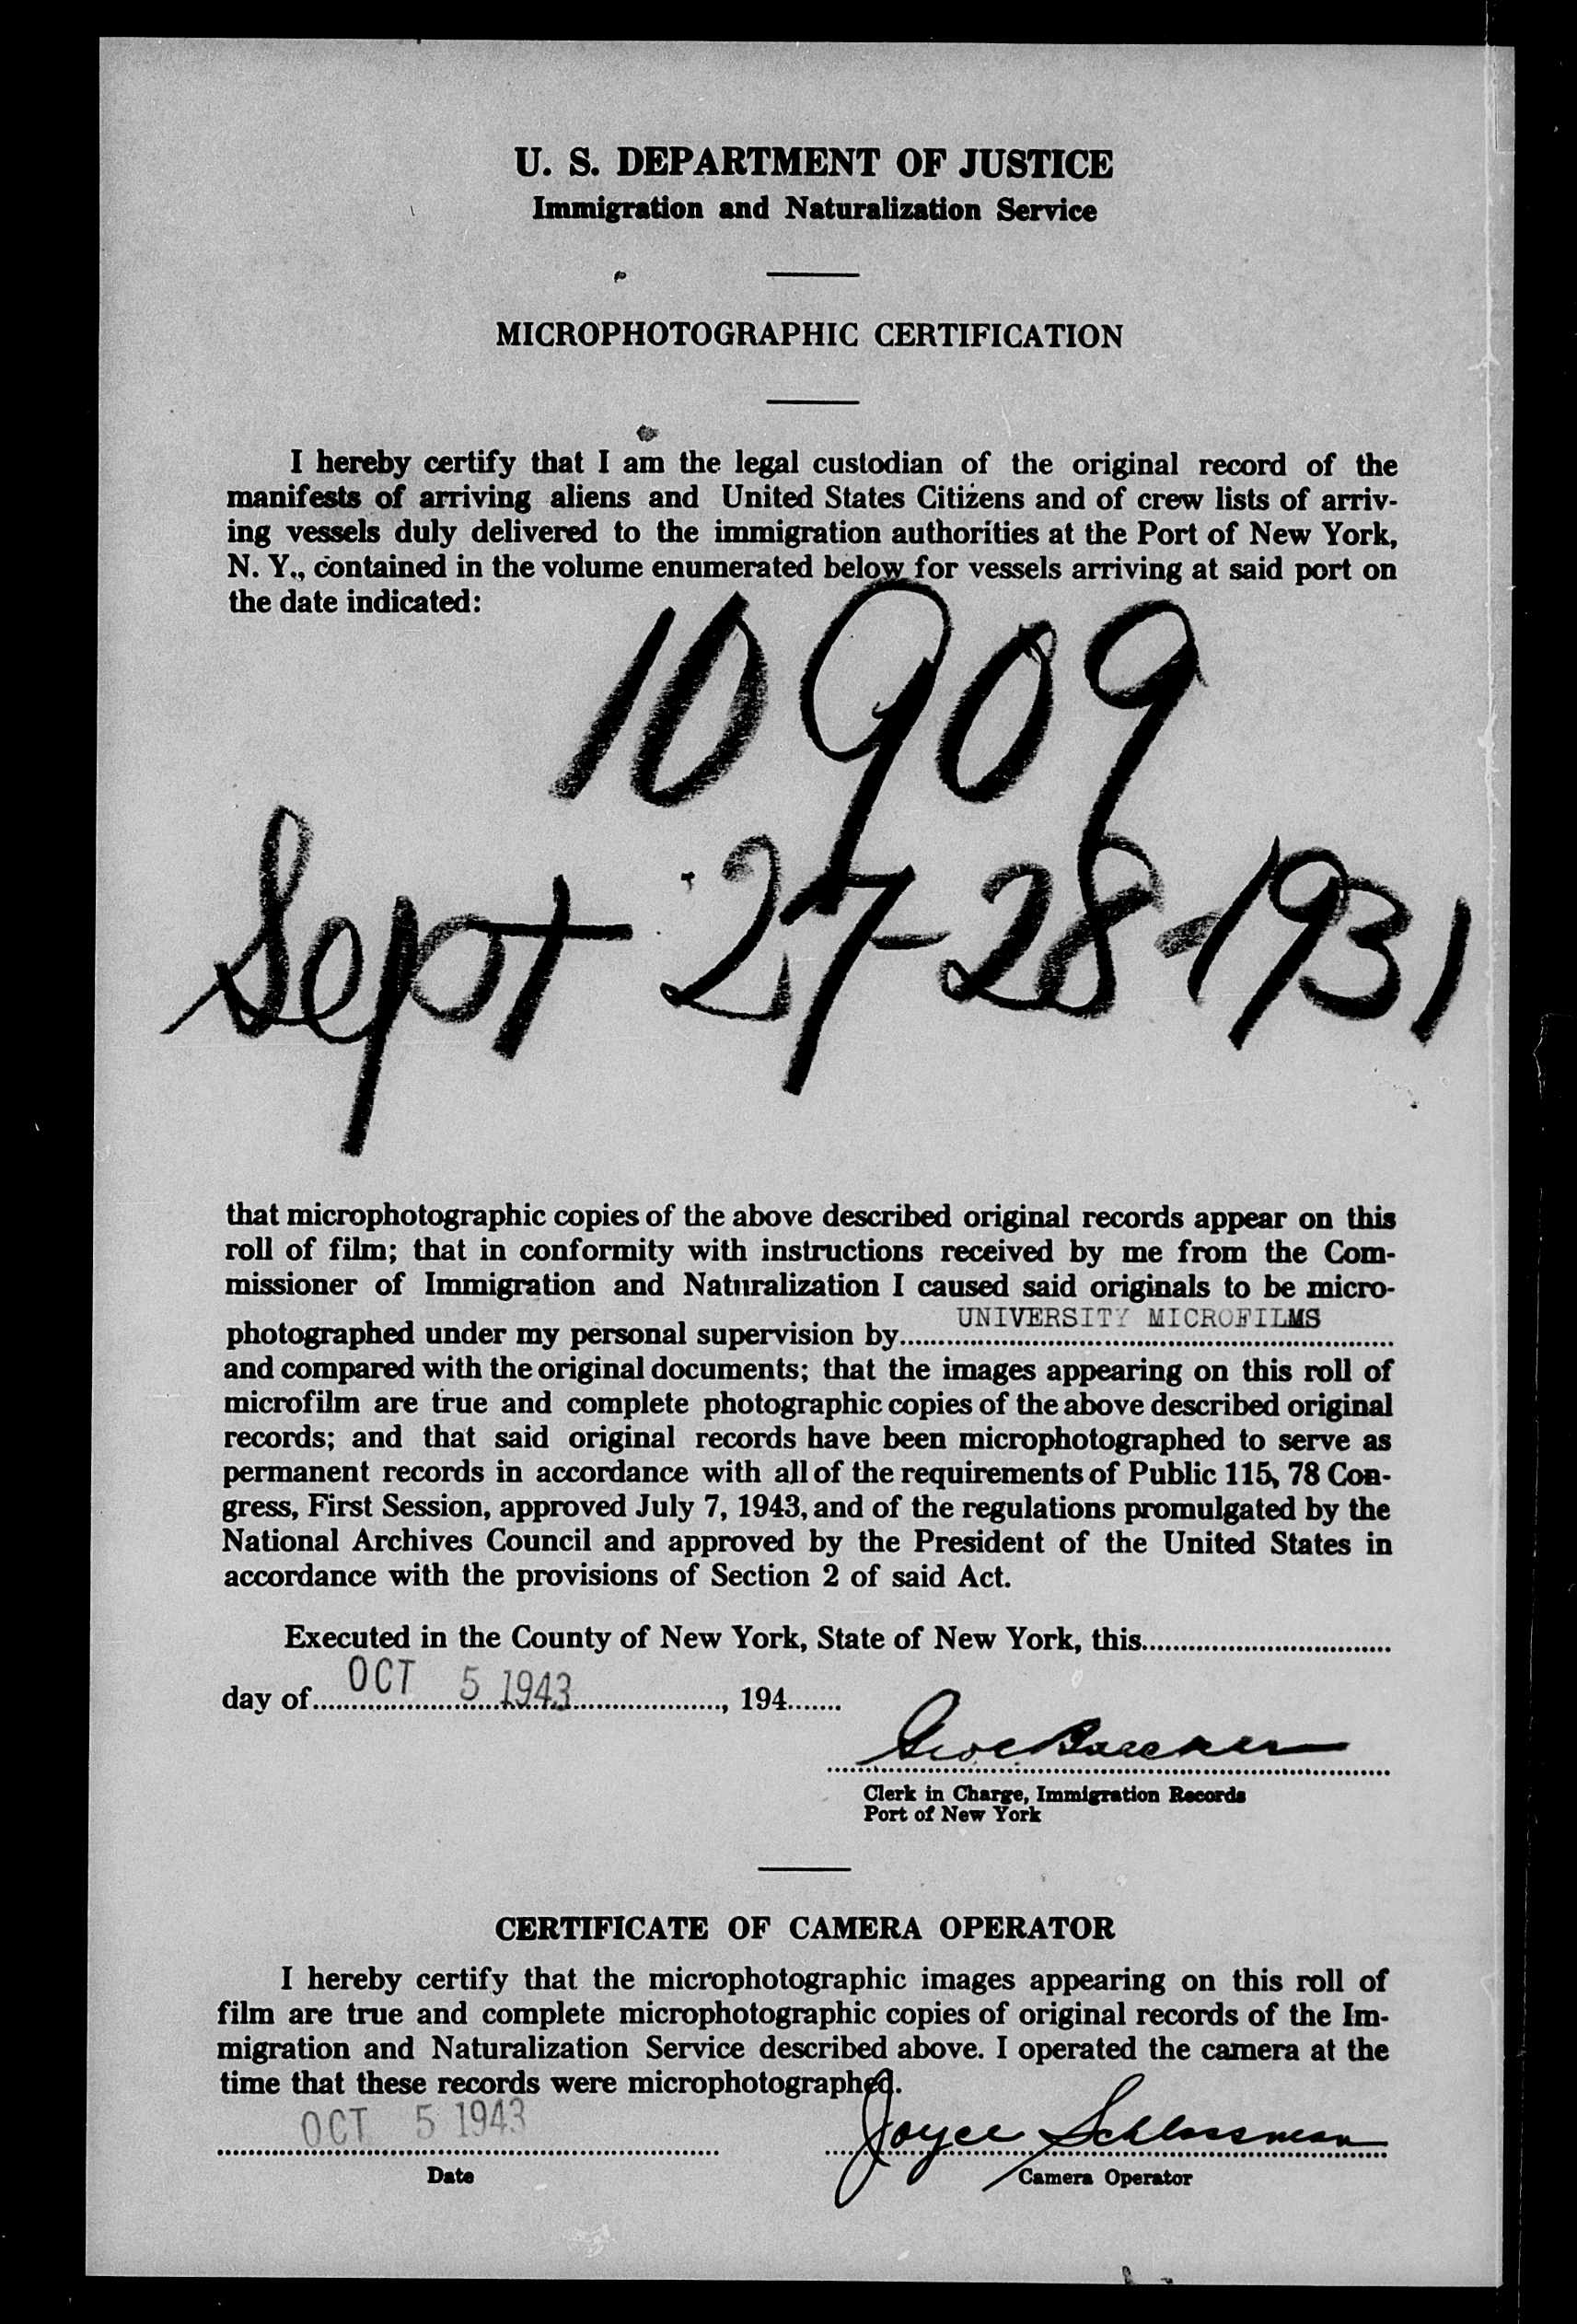 U. S. DEPARTMENT OF JUSTICE
Immigration and Naturalization Service
MICROPHOTOGRAPHIC CERTIFICATION
I hereby certify that I am the legal custodian of the original record of the
manifests of arriving aliens and United States Citizens and of crew lists of arriv-
ing vessels duly delivered to the immigration authorities at the Port of New York,
N. Y., contained in the volume enumerated below for vessels arriving at said port on
the date indicated:
10909
Sept 27-28-1931
that microphotographic copies of the above described original records appear on this
roll of film; that in conformity with instructions received by me from the Com-
missioner of Immigration and Naturalization I caused said originals to be micro-
photographed under my personal supervision by UNIVERSITY MICROFILMS
and compared with the original documents; that the images appearing on this roll of
microfilm are true and complete photographic copies of the above described original
records; and that said original records have been microphotographed to serve as
permanent records in accordance with all of the requirements of Public 115, 78 Con-
gress, First Session, approved July 7, 1943, and of the regulations promulgated by the
National Archives Council and approved by the President of the United States in
accordance with the provisions of Section 2 of said Act.
Executed in the County of New York, State of New York, this
day of OCT 5 1943, 194
Clerk in Charge, Immigration Records
Port of New York
CERTIFICATE OF CAMERA OPERATOR
I hereby certify that the microphotographic images appearing on this roll of
film are true and complete microphotographic copies of original records of the Im-
migration and Naturalization Service described above. I operated the camera at the
time that these records were microphotographed.
OCT 5 1943 Joyce Schlossman
Date Camera Operator